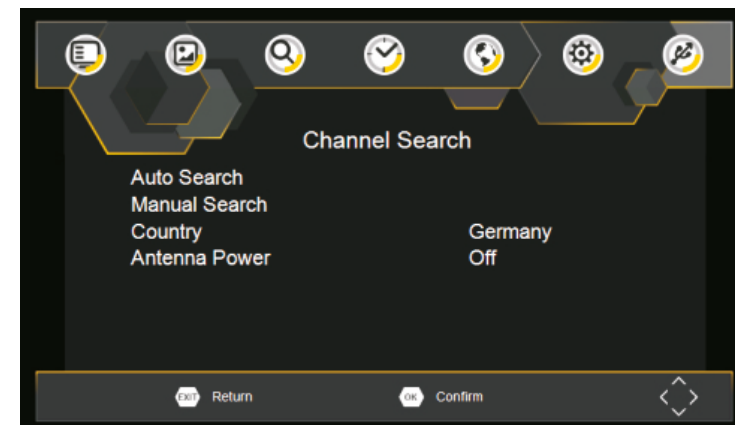 Channel Search
Auto Search
Manual Search
Country Germany
Antenna Power Off
EXIT Return OK Confirm